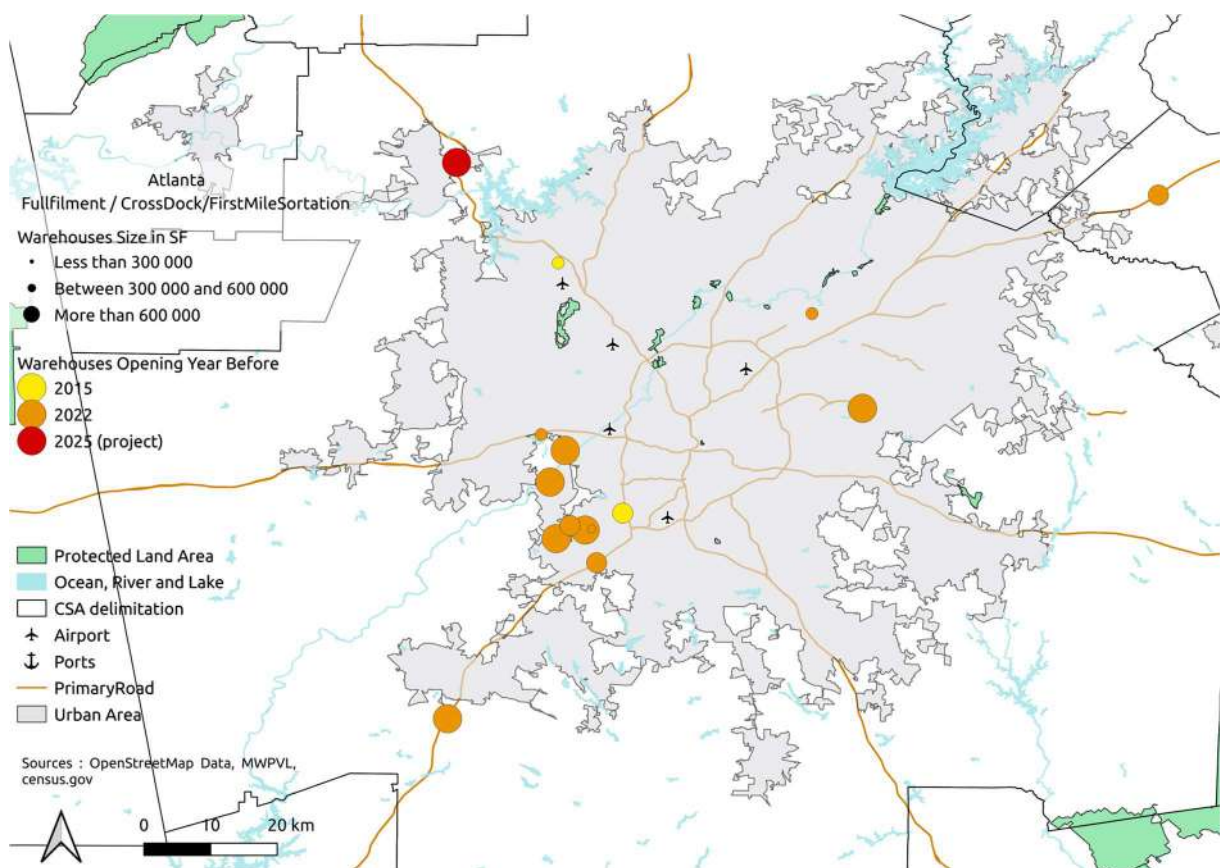 Atlanta
Fullfilment / CrossDock/FirstMileSortation
Warehouses Size in SF
Less than 300 000
Between 300 000 and 600 000
More than 600 000
Warehouses Opening Year Before
2015
2022
2025 (project)
Protected Land Area
Ocean, River and Lake
CSA delimitation
Airport
Ports
PrimaryRoad
Urban Area
Sources : OpenStreetMap Data, MWPVL,
census.gov
0 10 20 km